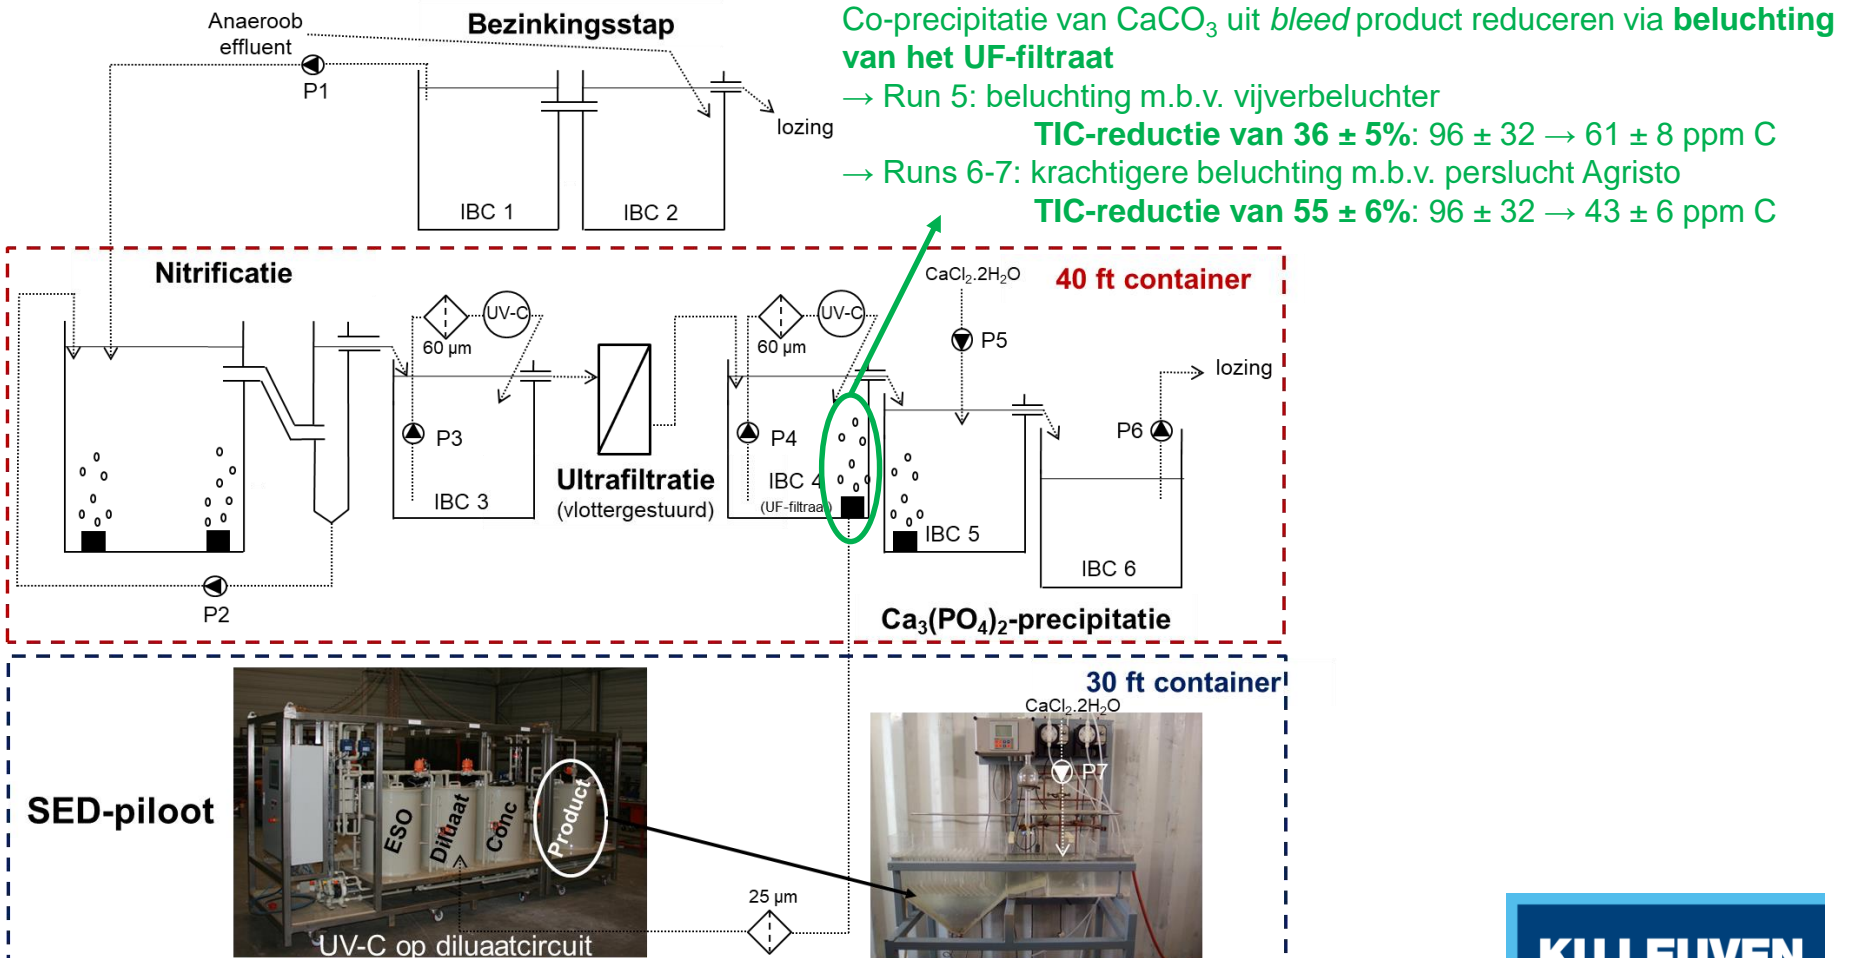 Anaeroob
effluent
P1
Bezinkingsstap
IBC 1
IBC 2
lozing
Co-precipitatie van CaCO₃ uit bleed product reduceren via beluchting
van het UF-filtraat
→ Run 5: beluchting m.b.v. vijverbeluchter
TIC-reductie van 36 ± 5%: 96 ± 32 → 61 ± 8 ppm C
→ Runs 6-7: krachtigere beluchting m.b.v. perslucht Agristo
TIC-reductie van 55 ± 6%: 96 ± 32 → 43 ± 6 ppm C
Nitrificatie
40 ft container
60 µm
UV-C
P3
IBC 3
Ultrafiltratie
(vlottergestuurd)
60 µm
UV-C
P4
IBC 4
(UF-filtraat)
CaCl₂.2H₂O
P5
IBC 5
P6
lozing
IBC 6
P2
Ca₃(PO₄)₂-precipitatie
30 ft container
SED-piloot
ESO
Diluaat
Conc
Product
UV-C op diluaatcircuit
25 µm
CaCl₂.2H₂O
P7
KU LEUVEN